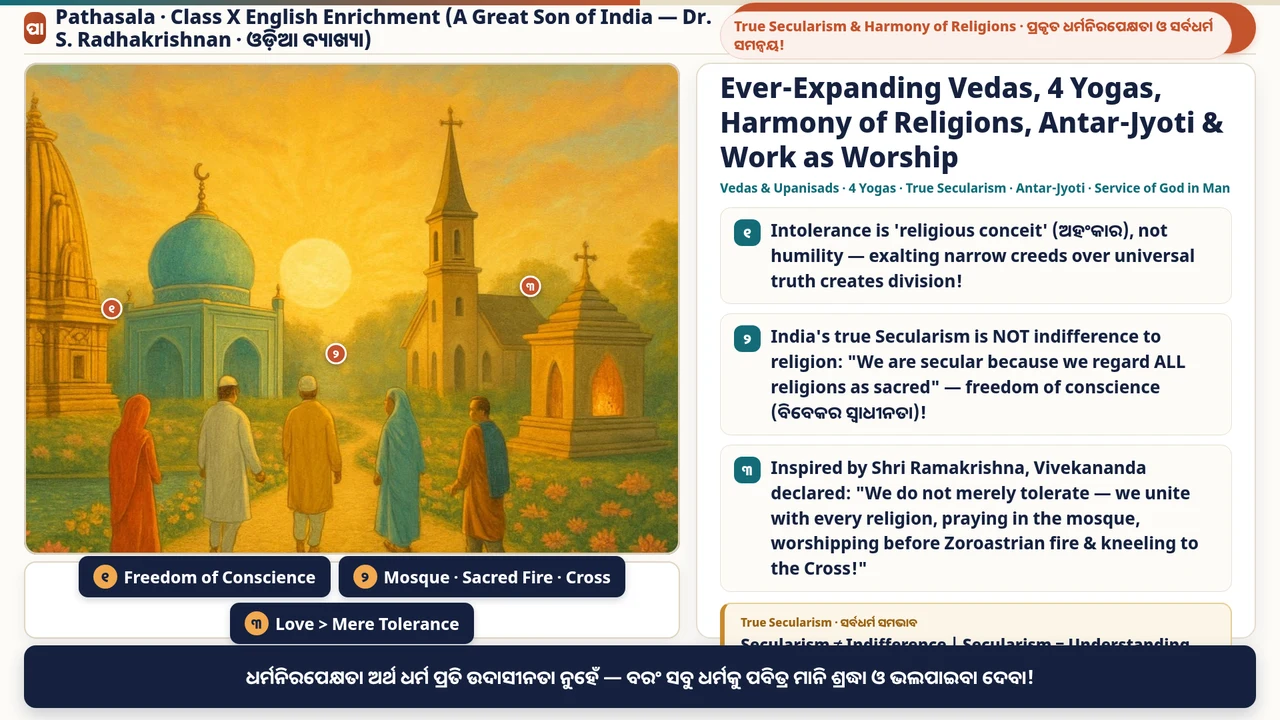 ପା
Pathasala · Class X English Enrichment (A Great Son of India — Dr.
S. Radhakrishnan · ଓଡ଼ିଆ ବ୍ୟାଖ୍ୟା)
True Secularism & Harmony of Religions · ପ୍ରକୃତ ଧର୍ମନିରପେକ୍ଷତା ଓ ସର୍ବଧର୍ମ
ସମନ୍ୱୟ!
୧
୨
୩
୧ Freedom of Conscience
୨ Mosque · Sacred Fire · Cross
୩ Love > Mere Tolerance
Ever-Expanding Vedas, 4 Yogas,
Harmony of Religions, Antar-Jyoti &
Work as Worship
Vedas & Upanisads · 4 Yogas · True Secularism · Antar-Jyoti · Service of God in Man
୧ Intolerance is 'religious conceit' (ଅହଂକାର), not
humility — exalting narrow creeds over universal
truth creates division!
୨ India's true Secularism is NOT indifference to
religion: "We are secular because we regard ALL
religions as sacred" — freedom of conscience
(ବିବେକର ସ୍ୱାଧୀନତା)!
୩ Inspired by Shri Ramakrishna, Vivekananda
declared: "We do not merely tolerate — we unite
with every religion, praying in the mosque,
worshipping before Zoroastrian fire & kneeling to
the Cross!"
True Secularism · ସର୍ବଧର୍ମ ସମଭାବ
Secularism ≠ Indifference | Secularism = Understanding
ଧର୍ମନିରପେକ୍ଷତା ଅର୍ଥ ଧର୍ମ ପ୍ରତି ଉଦାସୀନତା ନୁହେଁ — ବରଂ ସବୁ ଧର୍ମକୁ ପବିତ୍ର ମାନି ଶ୍ରଦ୍ଧା ଓ ଭଲପାଇବା ଦେବା!